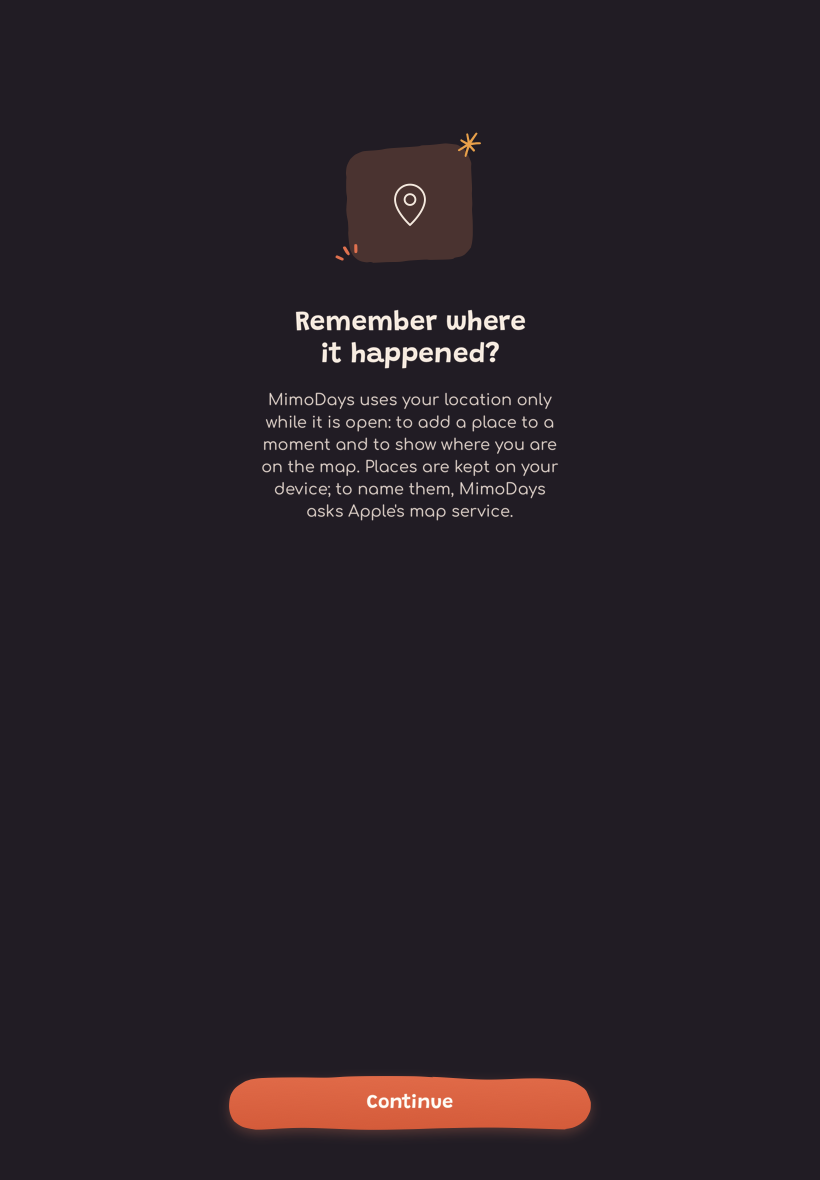 Remember where
it happened?
MimoDays uses your location only
while it is open: to add a place to a
moment and to show where you are
on the map. Places are kept on your
device; to name them, MimoDays
asks Apple's map service.
Continue